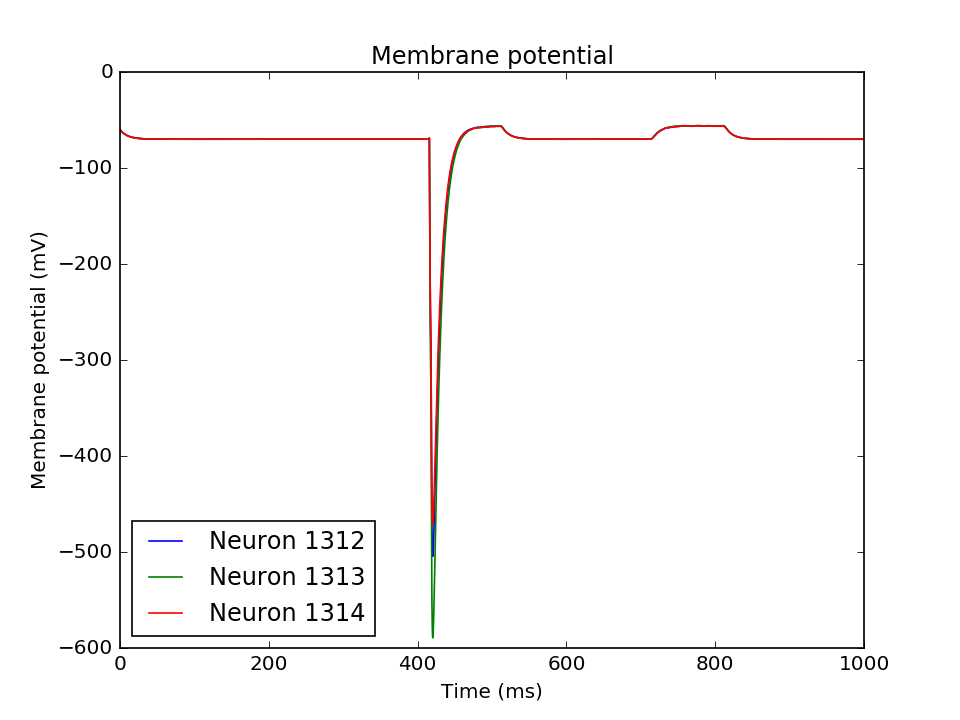 Membrane potential
Membrane potential (mV)
0
−100
−200
−300
−400
−500
−600
Neuron 1312
Neuron 1313
Neuron 1314
0 200 400 600 800 1000
Time (ms)